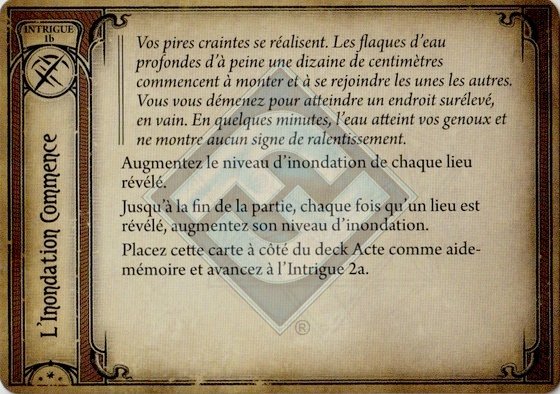 INTRIGUE
1b
L'Inondation Commence
Vos pires craintes se réalisent. Les flaques d'eau
profondes d'à peine une dizaine de centimètres
commencent à monter et à se rejoindre les unes les autres.
Vous vous démenez pour atteindre un endroit surélevé,
en vain. En quelques minutes, l'eau atteint vos genoux et
ne montre aucun signe de ralentissement.
Augmentez le niveau d'inondation de chaque lieu
révélé.
Jusqu'à la fin de la partie, chaque fois qu'un lieu est
révélé, augmentez son niveau d'inondation.
Placez cette carte à côté du deck Acte comme aide-
mémoire et avancez à l'Intrigue 2a.
®